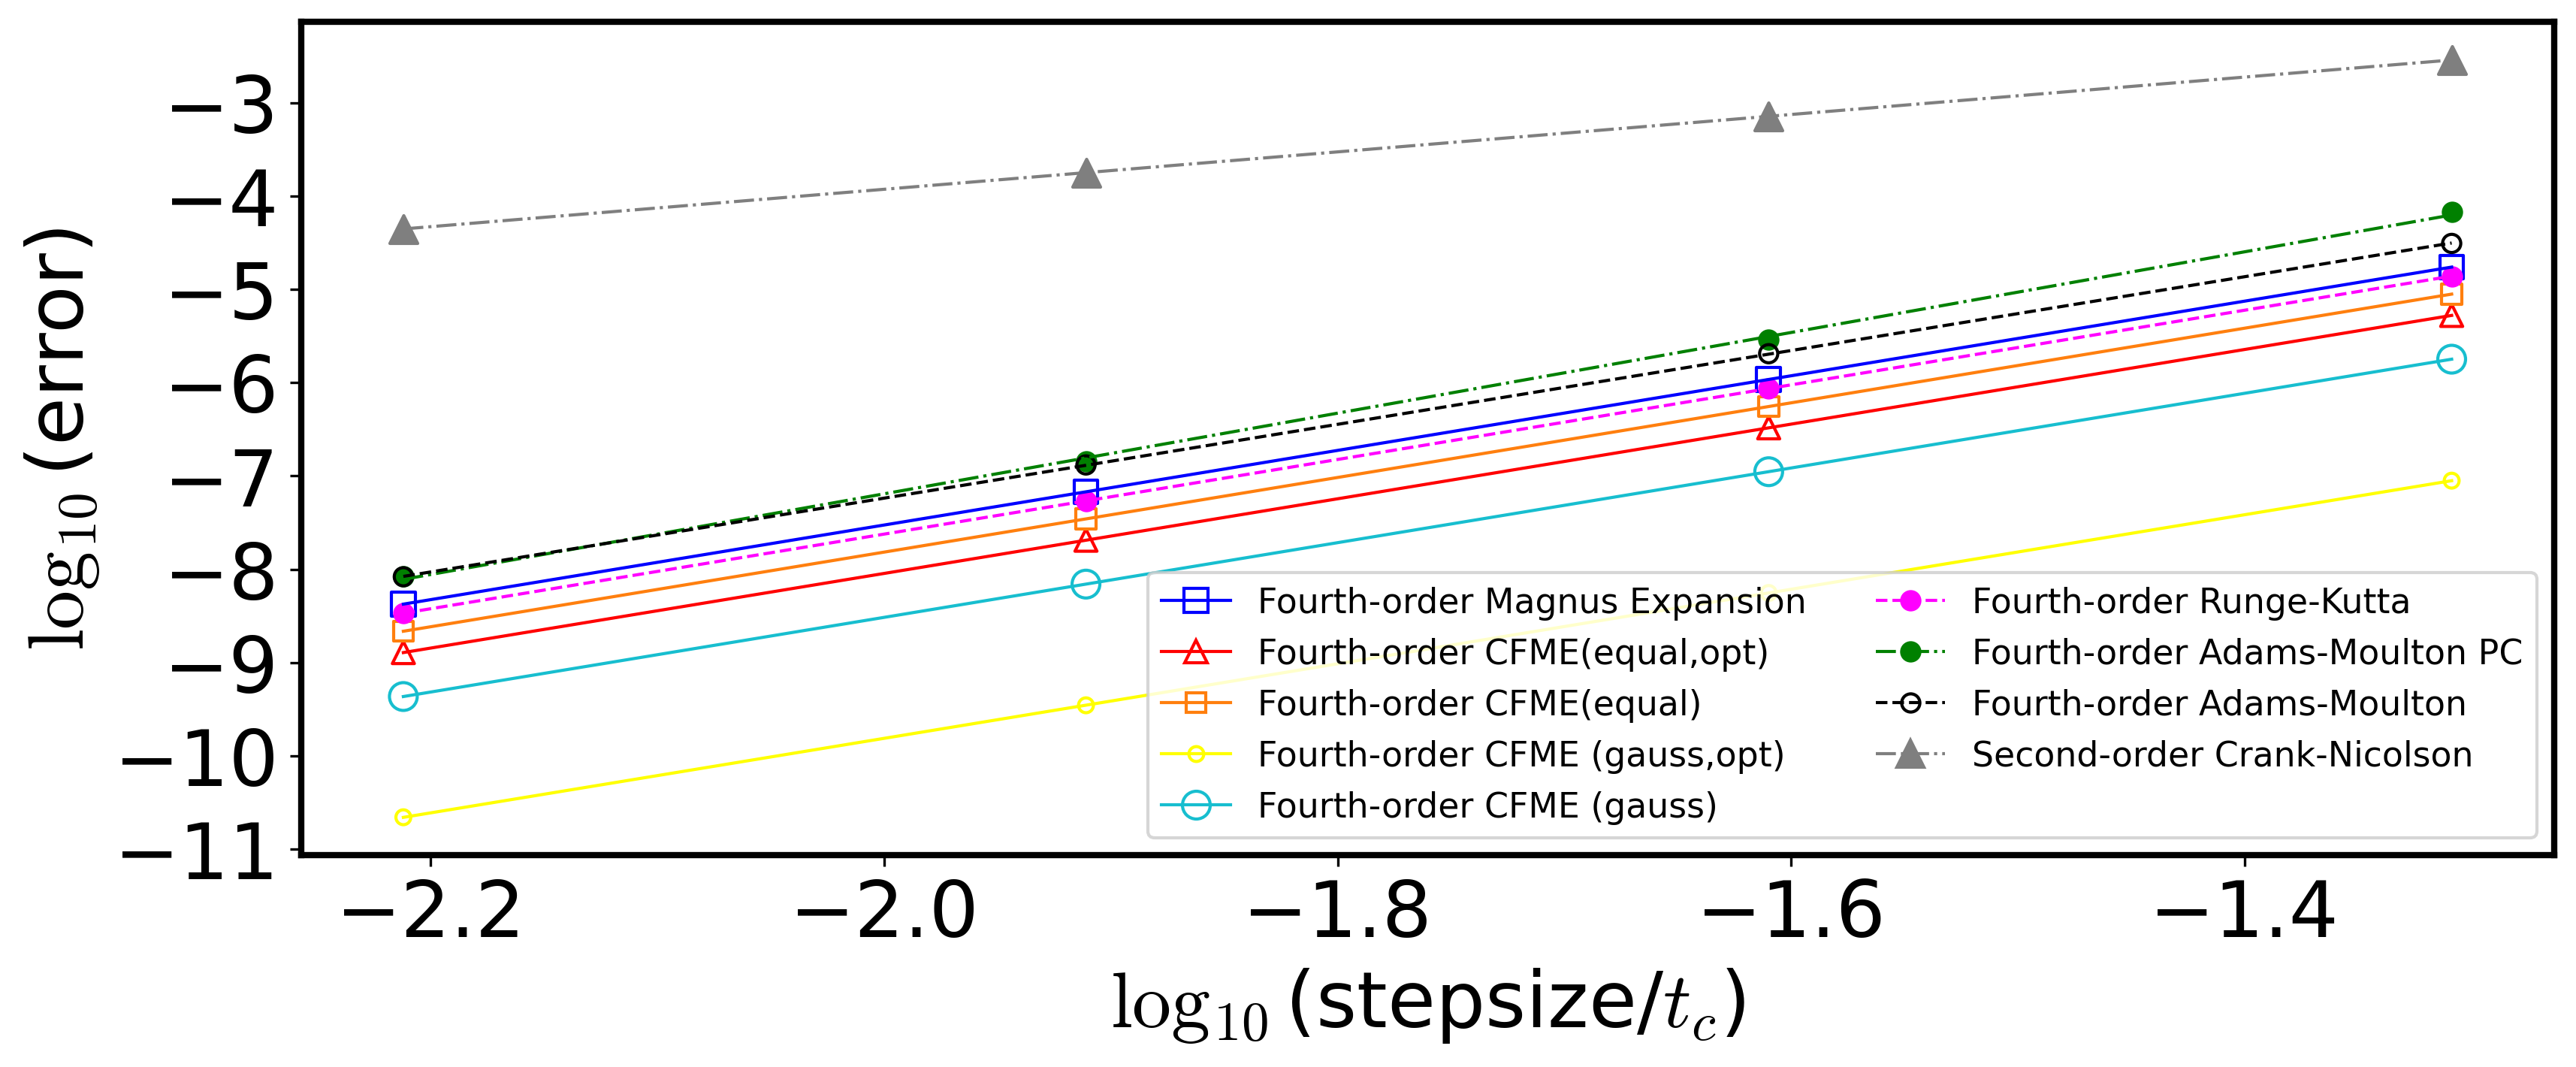 −3
−4
−5
−6
−7
−8
−9
−10
−11
log10 (error)
−2.2
−2.0
−1.8
−1.6
−1.4
log10 (stepsize/tc)
Fourth-order Magnus Expansion
Fourth-order CFME(equal,opt)
Fourth-order CFME(equal)
Fourth-order CFME (gauss,opt)
Fourth-order CFME (gauss)
Fourth-order Runge-Kutta
Fourth-order Adams-Moulton PC
Fourth-order Adams-Moulton
Second-order Crank-Nicolson